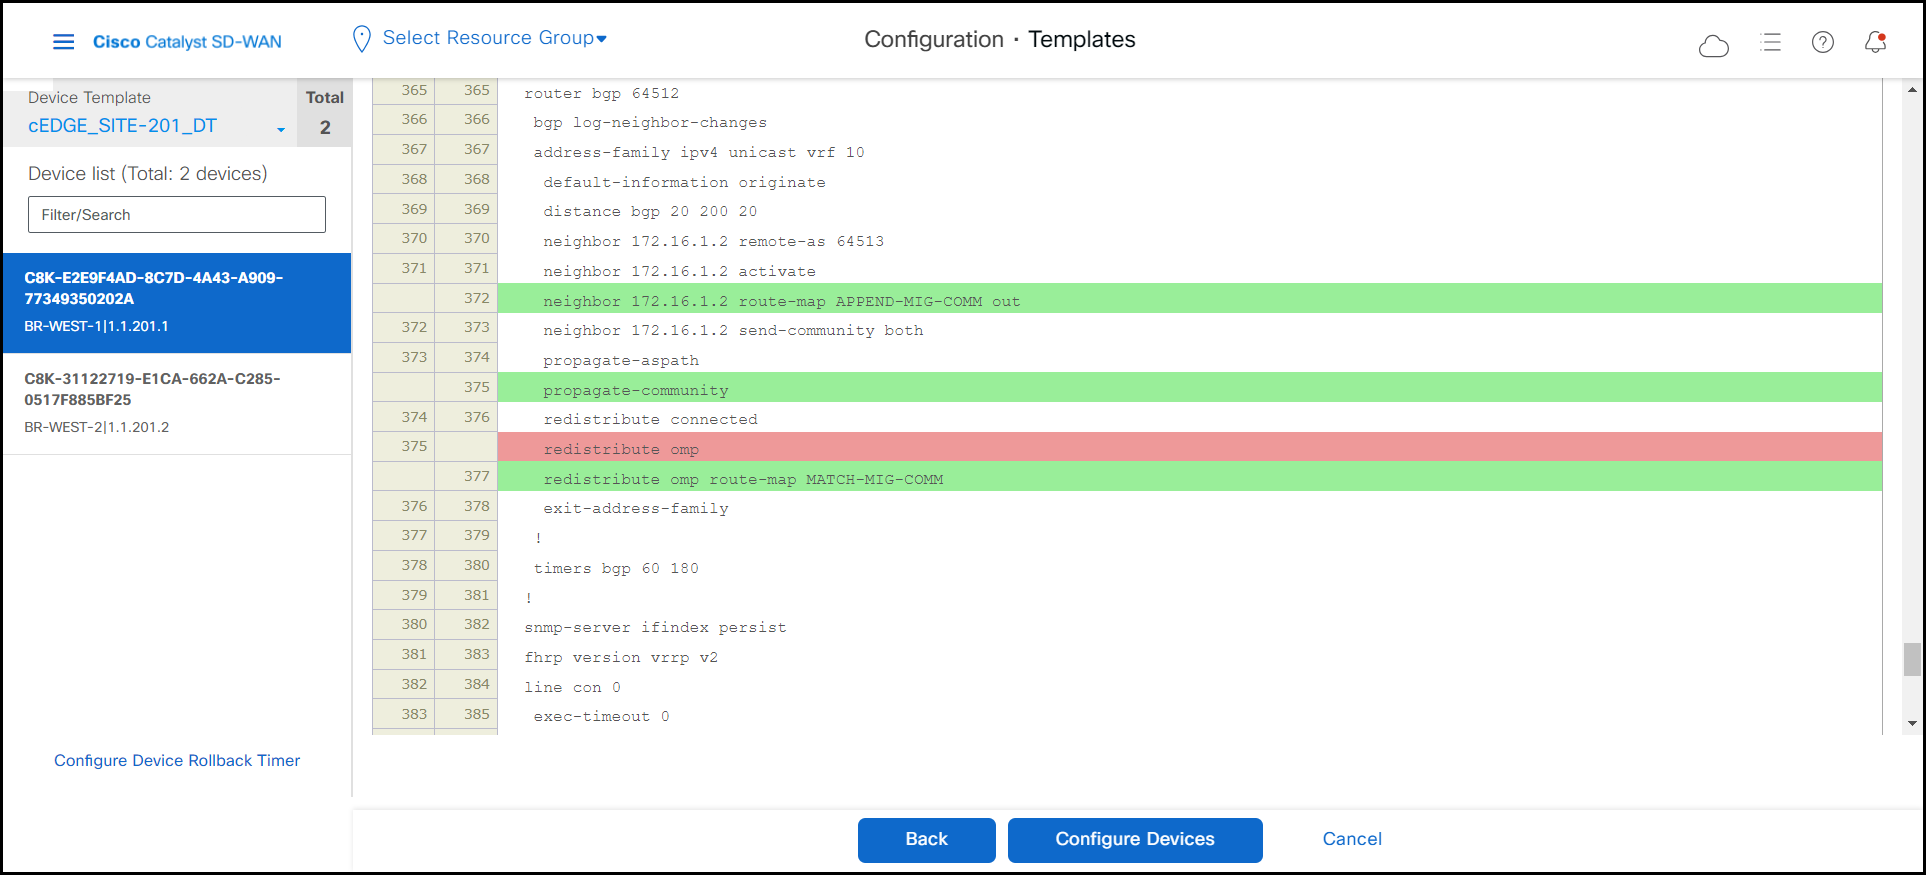 Cisco Catalyst SD-WAN
Select Resource Group
Configuration · Templates
Device Template
cEDGE_SITE-201_DT
Total
2
Device list (Total: 2 devices)
Filter/Search
C8K-E2E9F4AD-8C7D-4A43-A909-
77349350202A
BR-WEST-1|1.1.201.1
C8K-31122719-E1CA-662A-C285-
0517F885BF25
BR-WEST-2|1.1.201.2
Configure Device Rollback Timer
365 365 router bgp 64512
366 366 bgp log-neighbor-changes
367 367 address-family ipv4 unicast vrf 10
368 368 default-information originate
369 369 distance bgp 20 200 20
370 370 neighbor 172.16.1.2 remote-as 64513
371 371 neighbor 172.16.1.2 activate
372 neighbor 172.16.1.2 route-map APPEND-MIG-COMM out
372 373 neighbor 172.16.1.2 send-community both
373 374 propagate-aspath
375 propagate-community
374 376 redistribute connected
375 redistribute omp
377 redistribute omp route-map MATCH-MIG-COMM
376 378 exit-address-family
377 379 !
378 380 timers bgp 60 180
379 381 !
380 382 snmp-server ifindex persist
381 383 fhrp version vrrp v2
382 384 line con 0
383 385 exec-timeout 0
Back
Configure Devices
Cancel